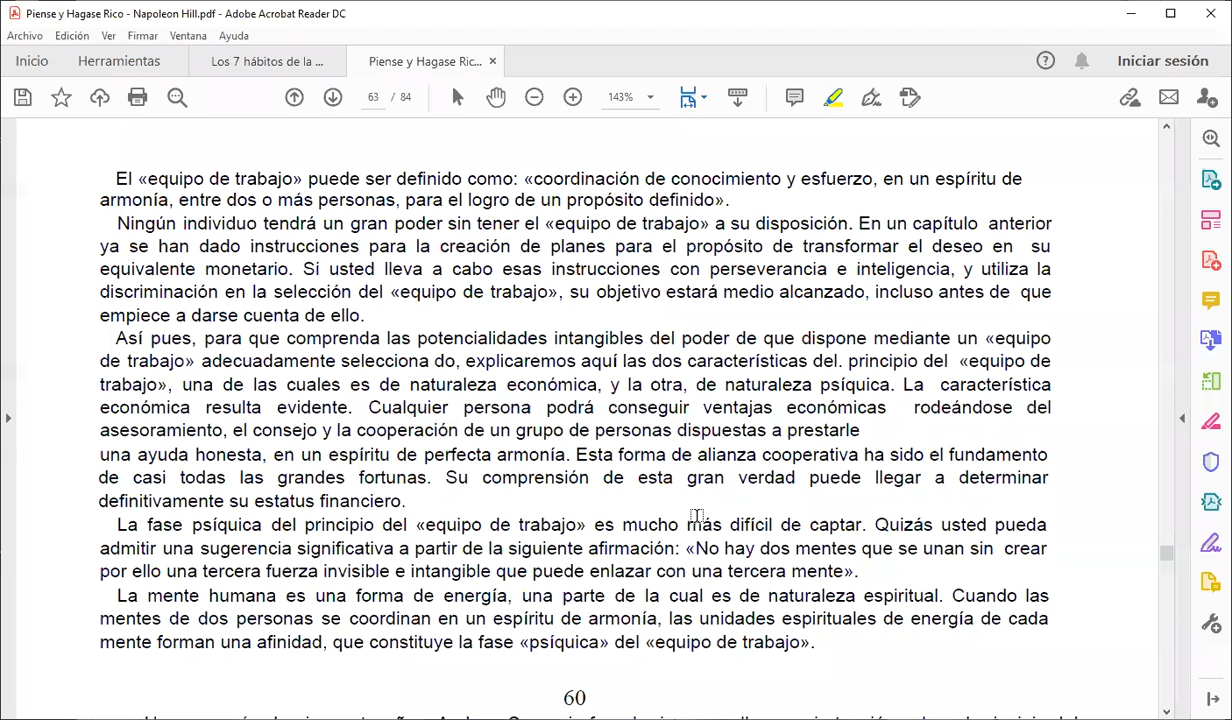 Piense y Hagase Rico - Napoleon Hill.pdf - Adobe Acrobat Reader DC
Archivo Edición Ver Firmar Ventana Ayuda
Inicio Herramientas Los 7 hábitos de la ... Piense y Hagase Ric... × Iniciar sesión
63 / 84 143%
El «equipo de trabajo» puede ser definido como: «coordinación de conocimiento y esfuerzo, en un espíritu de
armonía, entre dos o más personas, para el logro de un propósito definido».
Ningún individuo tendrá un gran poder sin tener el «equipo de trabajo» a su disposición. En un capítulo anterior
ya se han dado instrucciones para la creación de planes para el propósito de transformar el deseo en su
equivalente monetario. Si usted lleva a cabo esas instrucciones con perseverancia e inteligencia, y utiliza la
discriminación en la selección del «equipo de trabajo», su objetivo estará medio alcanzado, incluso antes de que
empiece a darse cuenta de ello.
Así pues, para que comprenda las potencialidades intangibles del poder de que dispone mediante un «equipo
de trabajo» adecuadamente selecciona do, explicaremos aquí las dos características del. principio del «equipo de
trabajo», una de las cuales es de naturaleza económica, y la otra, de naturaleza psíquica. La característica
económica resulta evidente. Cualquier persona podrá conseguir ventajas económicas rodeándose del
asesoramiento, el consejo y la cooperación de un grupo de personas dispuestas a prestarle
una ayuda honesta, en un espíritu de perfecta armonía. Esta forma de alianza cooperativa ha sido el fundamento
de casi todas las grandes fortunas. Su comprensión de esta gran verdad puede llegar a determinar
definitivamente su estatus financiero.
La fase psíquica del principio del «equipo de trabajo» es mucho más difícil de captar. Quizás usted pueda
admitir una sugerencia significativa a partir de la siguiente afirmación: «No hay dos mentes que se unan sin crear
por ello una tercera fuerza invisible e intangible que puede enlazar con una tercera mente».
La mente humana es una forma de energía, una parte de la cual es de naturaleza espiritual. Cuando las
mentes de dos personas se coordinan en un espíritu de armonía, las unidades espirituales de energía de cada
mente forman una afinidad, que constituye la fase «psíquica» del «equipo de trabajo».
60